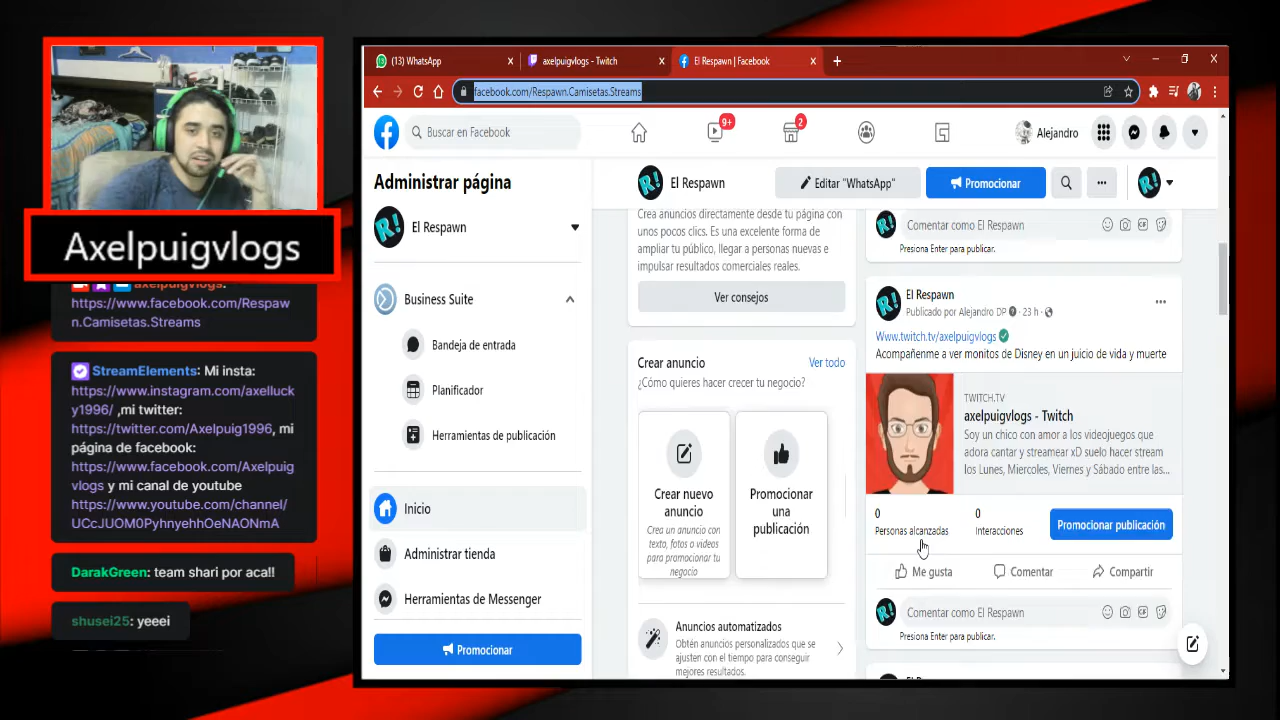 Axelpuigvlogs
axelpuigvlogs:
https://www.facebook.com/Respaw
n.Camisetas.Streams
StreamElements: Mi insta:
https://www.instagram.com/axelluck
y1996/ ,mi twitter:
https://twitter.com/Axelpuig1996, mi
página de facebook:
https://www.facebook.com/Axelpuig
vlogs y mi canal de youtube
https://www.youtube.com/channel/
UCcJUOM0PyhnyehhOeNAONmA
DarakGreen: team shari por aca!!
shusei25: yeeei
(13) WhatsApp
axelpuigvlogs - Twitch
El Respawn | Facebook
facebook.com/Respawn.Camisetas.Streams
Buscar en Facebook
9+
2
Alejandro
Administrar página
El Respawn
Business Suite
Bandeja de entrada
Planificador
Herramientas de publicación
Inicio
Administrar tienda
Herramientas de Messenger
Promocionar
R! El Respawn
Editar "WhatsApp"
Promocionar
Crea anuncios directamente desde tu página con
unos pocos clics. Es una excelente forma de
ampliar tu público, llegar a personas nuevas e
impulsar resultados comerciales reales.
Ver consejos
Crear anuncio
Ver todo
¿Cómo quieres hacer crecer tu negocio?
Crear nuevo
anuncio
Crea un anuncio con
texto, fotos o videos
para promocionar tu
negocio
Promocionar
una
publicación
Anuncios automatizados
Obtén anuncios personalizados que se
ajusten con el tiempo para conseguir
mejores resultados.
Comentar como El Respawn
Presiona Enter para publicar.
El Respawn
Publicado por Alejandro DP · 23 h ·
Www.twitch.tv/axelpuigvlogs
Acompañenme a ver monitos de Disney en un juicio de vida y muerte
TWITCH.TV
axelpuigvlogs - Twitch
Soy un chico con amor a los videojuegos que
adora cantar y streamear xD suelo hacer stream
los Lunes, Miercoles, Viernes y Sábado entre las...
0
Personas alcanzadas
0
Interacciones
Promocionar publicación
Me gusta
Comentar
Compartir
Comentar como El Respawn
Presiona Enter para publicar.